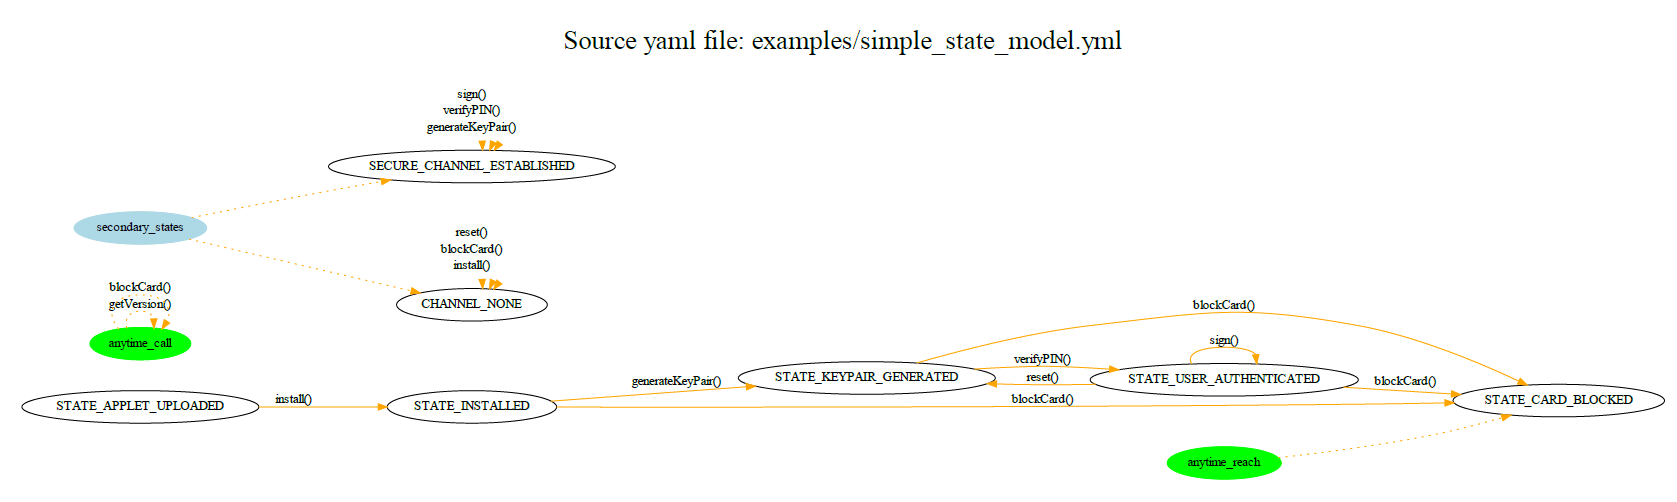 Source yaml file: examples/simple_state_model.yml
sign()
verifyPIN()
generateKeyPair()
SECURE_CHANNEL_ESTABLISHED
secondary_states
reset()
blockCard()
install()
CHANNEL_NONE
blockCard()
getVersion()
anytime_call
blockCard()
sign()
verifyPIN()
STATE_KEYPAIR_GENERATED
reset()
STATE_USER_AUTHENTICATED
generateKeyPair()
blockCard()
STATE_APPLET_UPLOADED
install()
STATE_INSTALLED
blockCard()
STATE_CARD_BLOCKED
anytime_reach